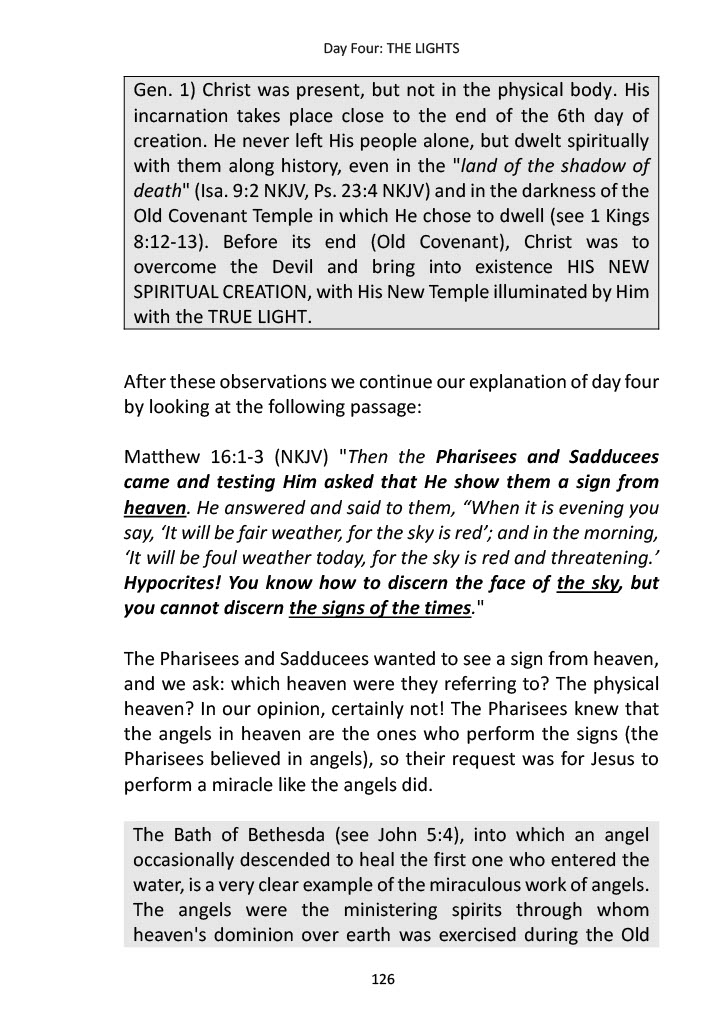 Day Four: THE LIGHTS
Gen. 1) Christ was present, but not in the physical body. His
incarnation takes place close to the end of the 6th day of
creation. He never left His people alone, but dwelt spiritually
with them along history, even in the "land of the shadow of
death" (Isa. 9:2 NKJV, Ps. 23:4 NKJV) and in the darkness of the
Old Covenant Temple in which He chose to dwell (see 1 Kings
8:12-13). Before its end (Old Covenant), Christ was to
overcome the Devil and bring into existence HIS NEW
SPIRITUAL CREATION, with His New Temple illuminated by Him
with the TRUE LIGHT.
After these observations we continue our explanation of day four
by looking at the following passage:
Matthew 16:1-3 (NKJV) "Then the Pharisees and Sadducees
came and testing Him asked that He show them a sign from
heaven. He answered and said to them, “When it is evening you
say, ‘It will be fair weather, for the sky is red’; and in the morning,
‘It will be foul weather today, for the sky is red and threatening.’
Hypocrites! You know how to discern the face of the sky, but
you cannot discern the signs of the times."
The Pharisees and Sadducees wanted to see a sign from heaven,
and we ask: which heaven were they referring to? The physical
heaven? In our opinion, certainly not! The Pharisees knew that
the angels in heaven are the ones who perform the signs (the
Pharisees believed in angels), so their request was for Jesus to
perform a miracle like the angels did.
The Bath of Bethesda (see John 5:4), into which an angel
occasionally descended to heal the first one who entered the
water, is a very clear example of the miraculous work of angels.
The angels were the ministering spirits through whom
heaven's dominion over earth was exercised during the Old
126